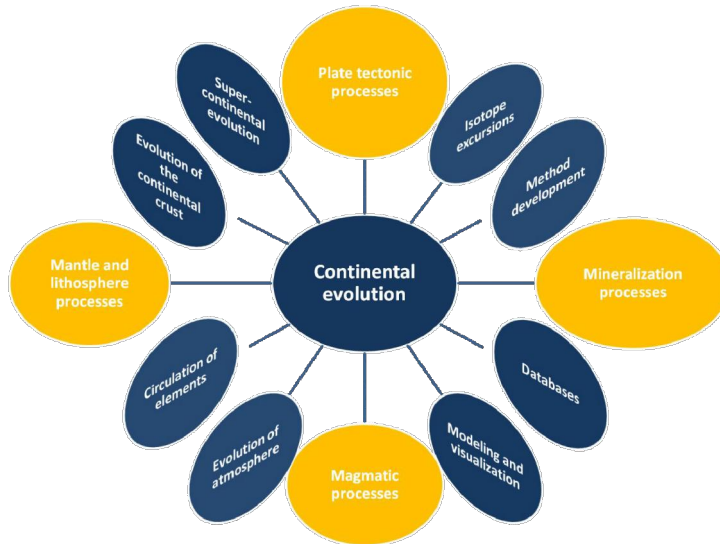 Plate tectonic
processes
Super-
continental
evolution
Isotope
excursions
Evolution of
the
continental
crust
Method
development
Mantle and
lithosphere
processes
Continental
evolution
Mineralization
processes
Circulation of
elements
Databases
Evolution of
atmosphere
Magmatic
processes
Modeling and
visualization